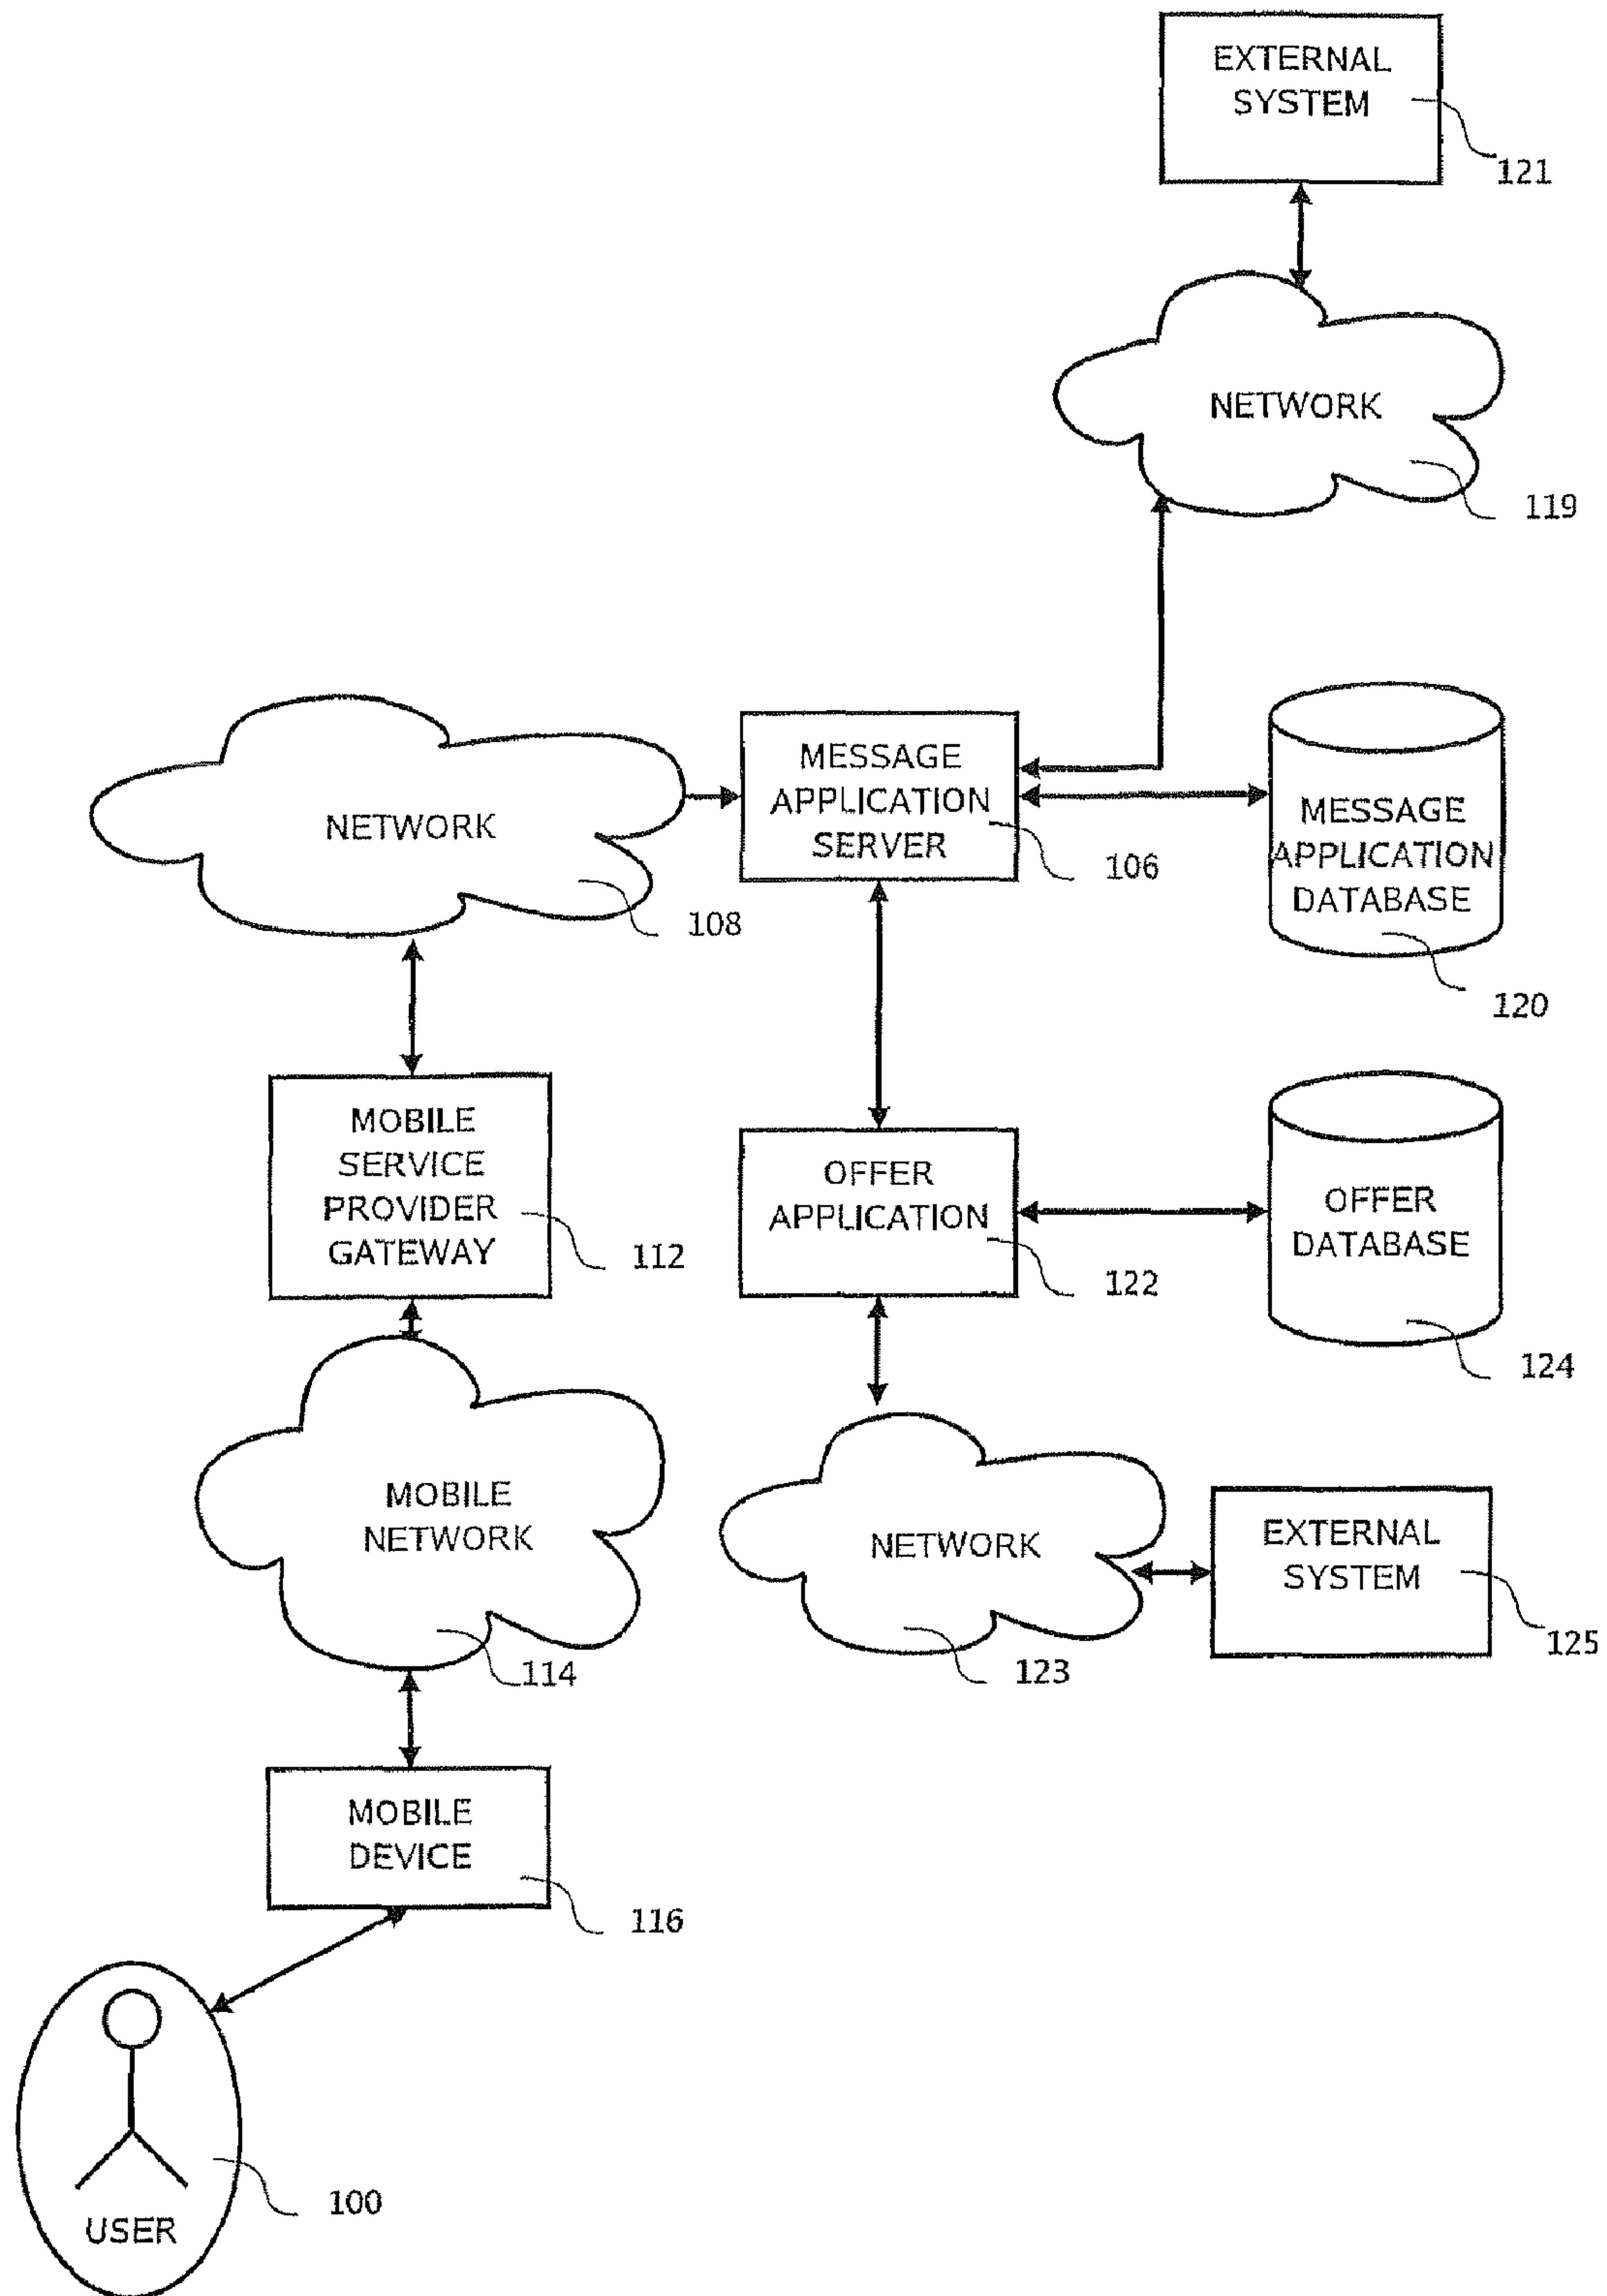 EXTERNAL
SYSTEM
121
NETWORK
119
MESSAGE
APPLICATION
SERVER
106
NETWORK
108
MESSAGE
APPLICATION
DATABASE
120
MOBILE
SERVICE
PROVIDER
GATEWAY
112
OFFER
APPLICATION
122
OFFER
DATABASE
124
MOBILE
NETWORK
114
NETWORK
123
EXTERNAL
SYSTEM
125
MOBILE
DEVICE
116
USER
100